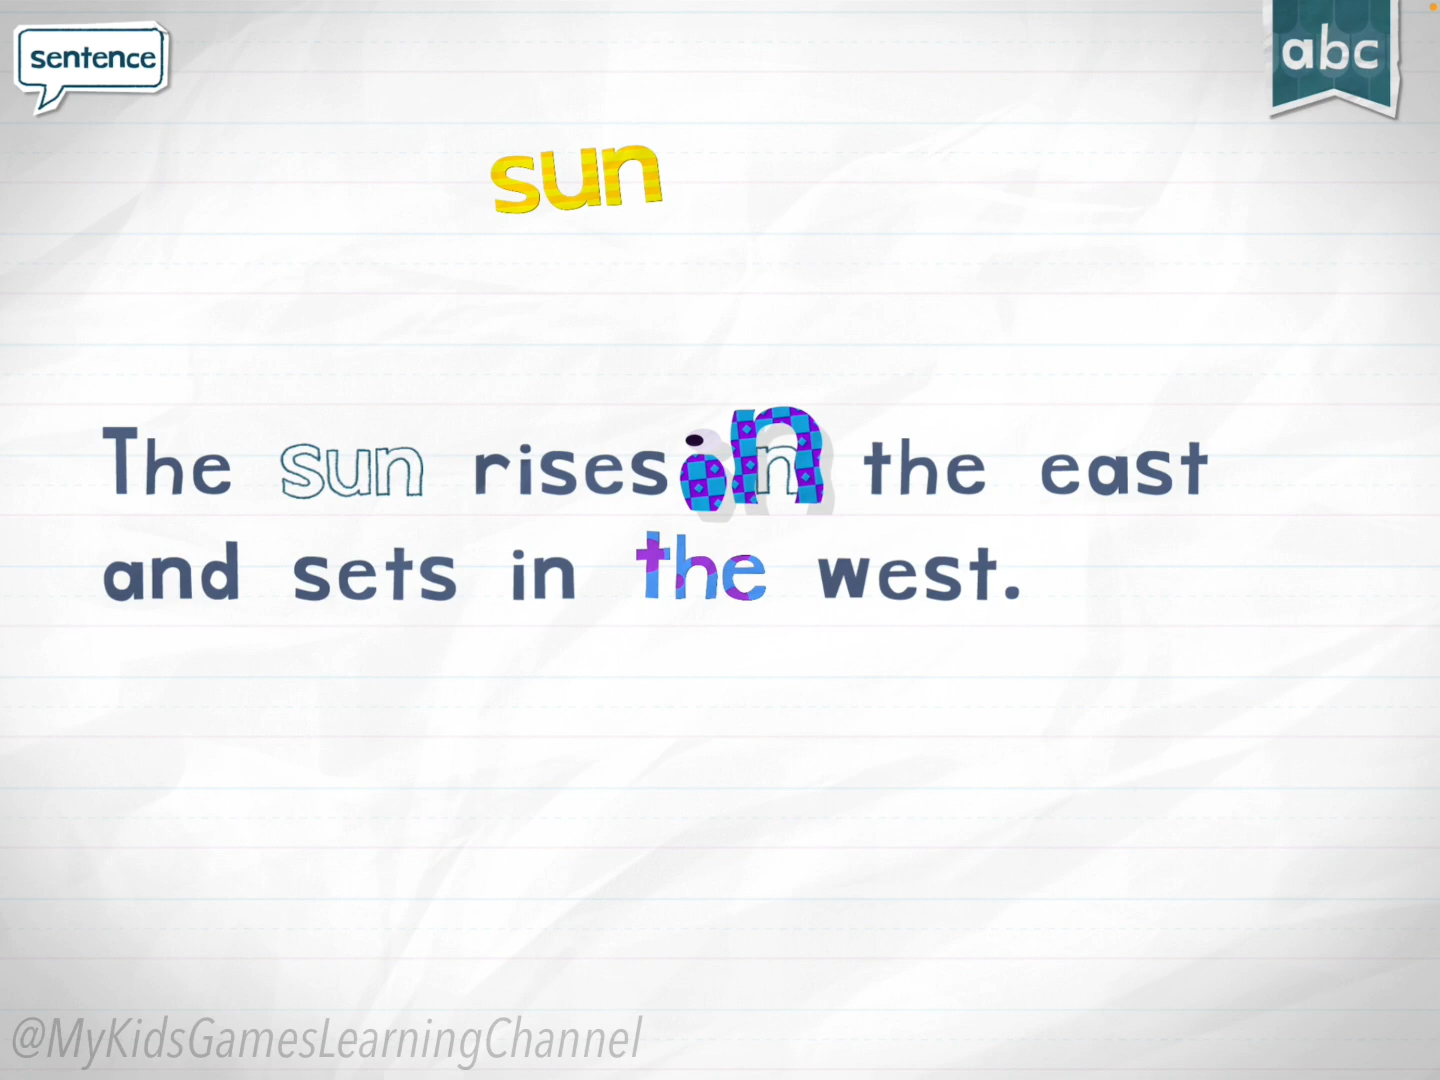 sentence
abc
sun
The sun rises in the east
and sets in the west.
@MyKidsGamesLearningChannel